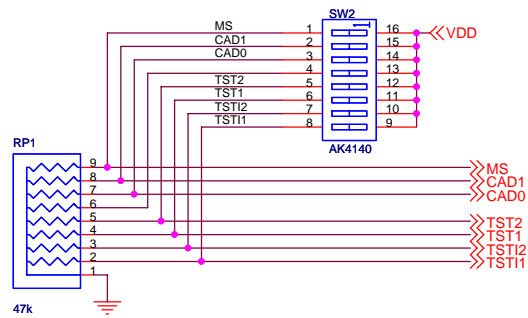 SW2
MS 1 16 VDD
CAD1 2 15
CAD0 3 14
4 13
TST2 5 12
TST1 6 11
TSTI2 7 10
TSTI1 8 9
AK4140
RP1
9 MS
8 CAD1
7 CAD0
6
5 TST2
4 TST1
3 TSTI2
2 TSTI1
1
47k